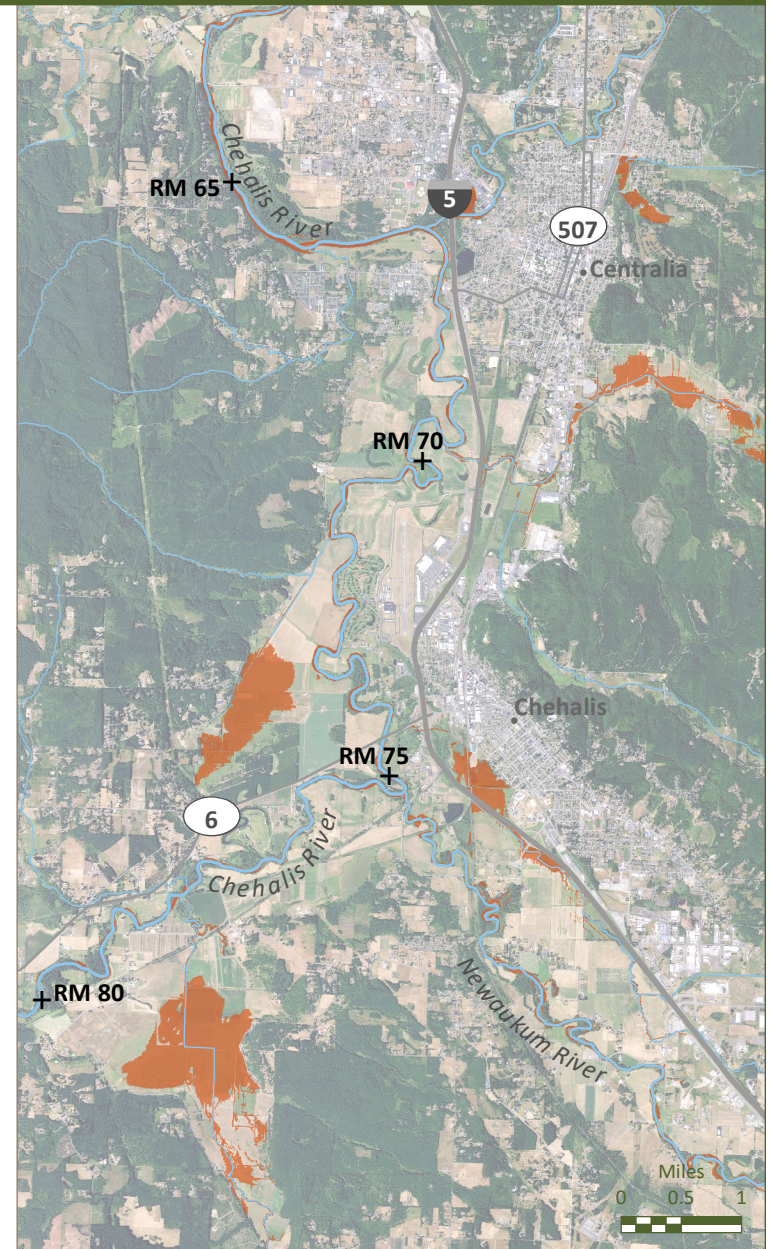 Chehalis River
RM 65
5
507
Centralia
RM 70
Chehalis
RM 75
6
Chehalis River
RM 80
Newaukum River
Miles
0 0.5 1